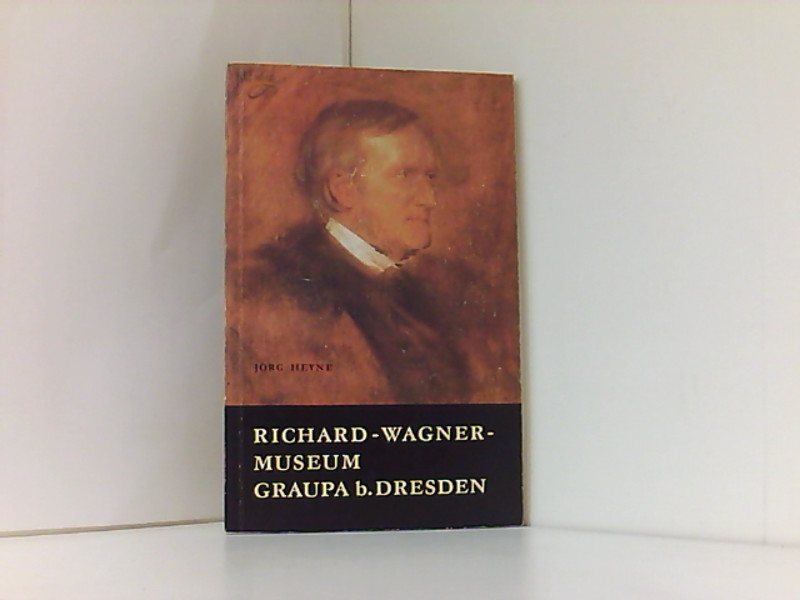 JÖRG HEYNE
RICHARD-WAGNER-
MUSEUM
GRAUPA b. DRESDEN